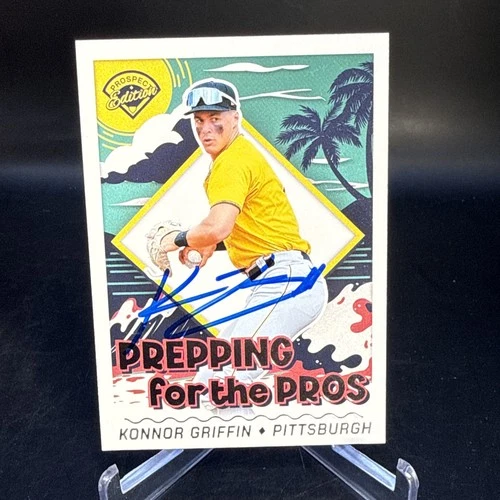 PROSPECT
Edition
PREPPING
for the PROS
KONNOR GRIFFIN ♦ PITTSBURGH